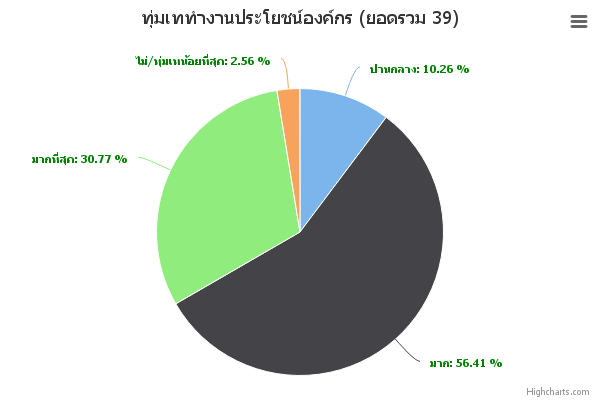 ทุ่มเททำงานประโยชน์องค์กร (ยอดรวม 39)
ไม่/ทุ่มเทน้อยที่สุด: 2.56 %
ปานกลาง: 10.26 %
มากที่สุด: 30.77 %
มาก: 56.41 %
Highcharts.com